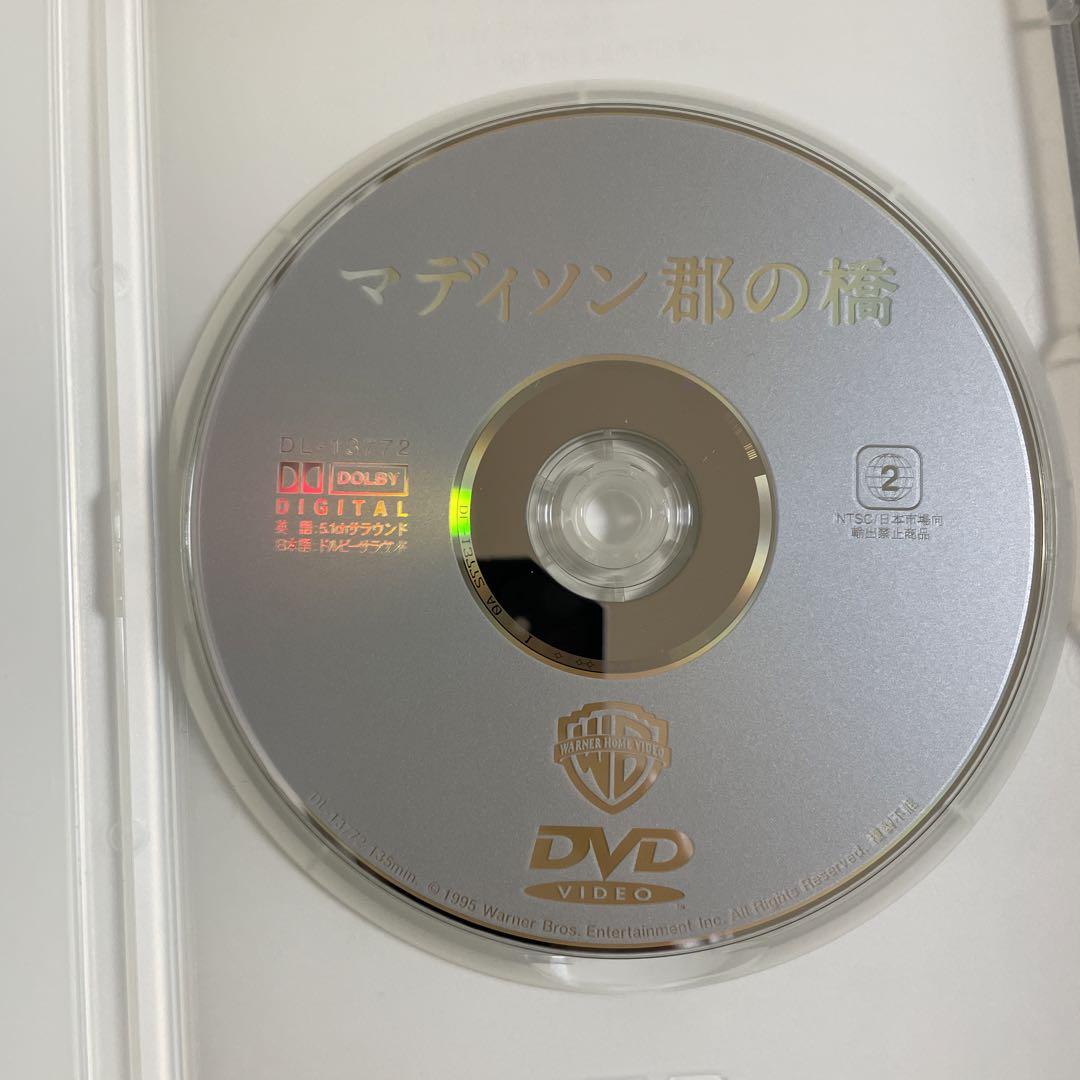 マディソン郡の橋
DL-13772
DOLBY
DIGITAL
英 語:5.1chサラウンド
日本語:ドルビーサラウンド
2
NTSC/日本市場向
輸出禁止商品
WARNER HOME VIDEO
DVD
VIDEO
DL-13772 135min. © 1995 Warner Bros. Entertainment Inc. All Rights Reserved. 複製不能